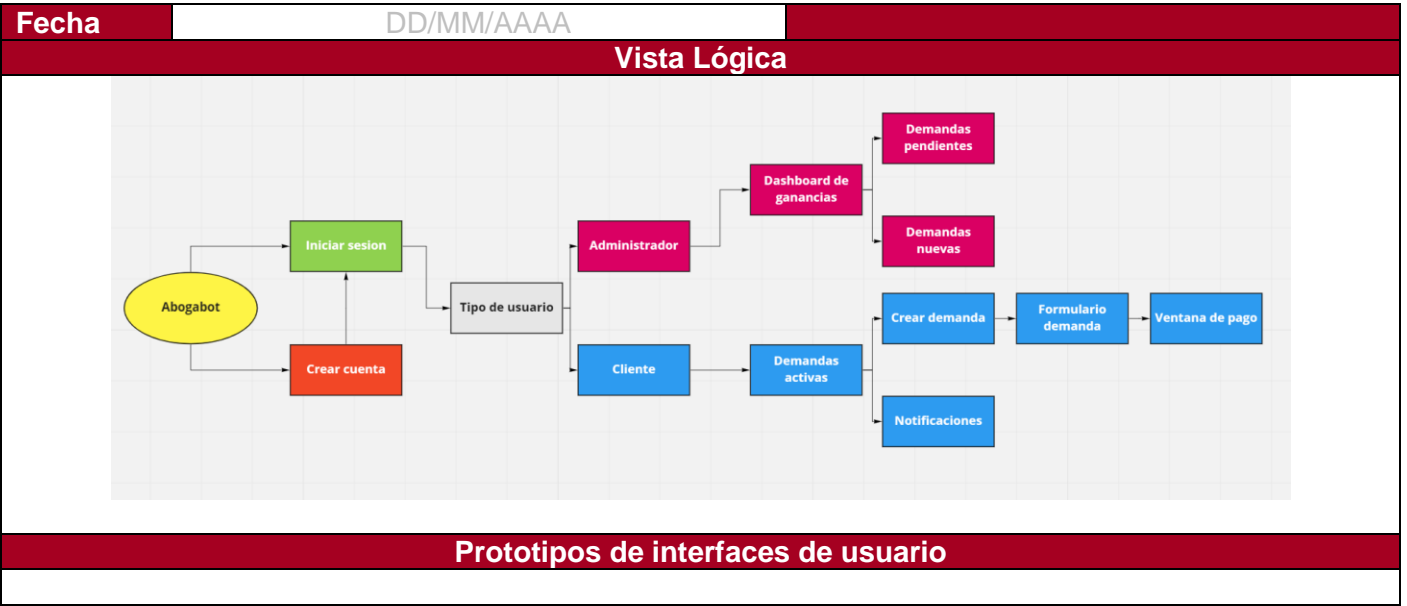 Fecha
DD/MM/AAAA
Vista Lógica
Demandas
pendientes
Dashboard de
ganancias
Demandas
nuevas
Iniciar sesion
Administrador
Abogabot
Tipo de usuario
Crear demanda
Formulario
demanda
Ventana de pago
Crear cuenta
Cliente
Demandas
activas
Notificaciones
Prototipos de interfaces de usuario